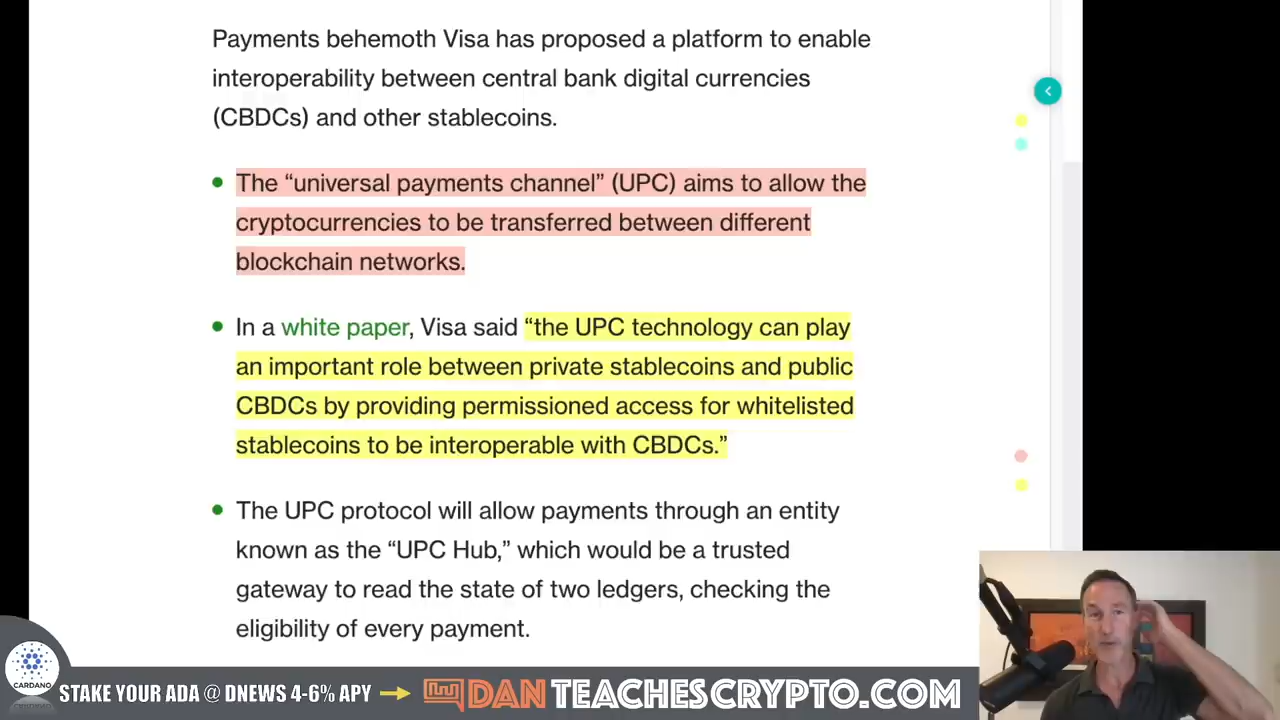 Payments behemoth Visa has proposed a platform to enable
interoperability between central bank digital currencies
(CBDCs) and other stablecoins.
The “universal payments channel” (UPC) aims to allow the
cryptocurrencies to be transferred between different
blockchain networks.
In a white paper, Visa said “the UPC technology can play
an important role between private stablecoins and public
CBDCs by providing permissioned access for whitelisted
stablecoins to be interoperable with CBDCs.”
The UPC protocol will allow payments through an entity
known as the “UPC Hub,” which would be a trusted
gateway to read the state of two ledgers, checking the
eligibility of every payment.
CARDANO
STAKE YOUR ADA @ DNEWS 4-6% APY
DANTEACHESCRYPTO.COM